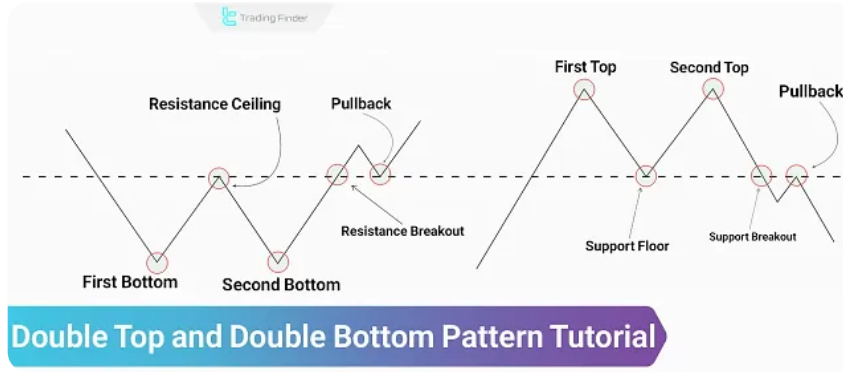 Trading Finder
Resistance Ceiling
Pullback
Resistance Breakout
First Bottom
Second Bottom
First Top
Second Top
Pullback
Support Floor
Support Breakout
Double Top and Double Bottom Pattern Tutorial